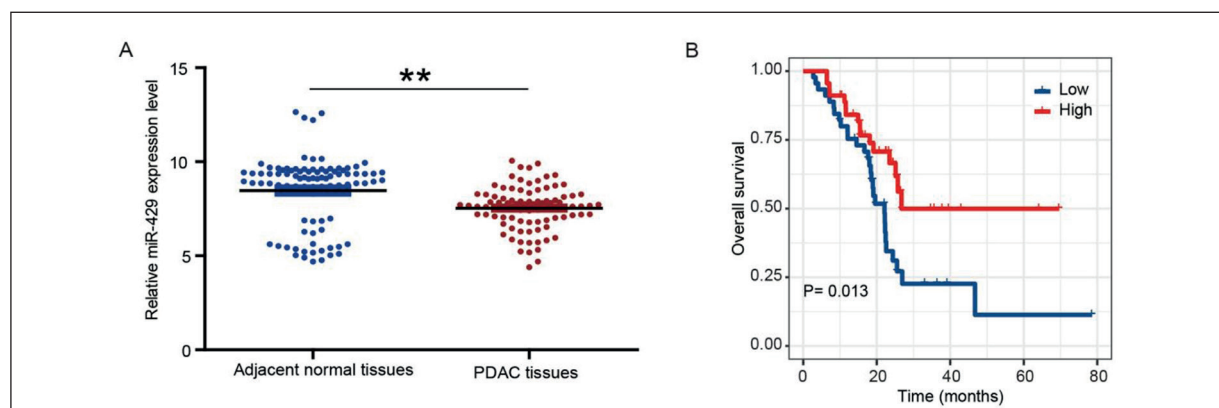 A
Relative miR-429 expression level
15
10
5
0
**
Adjacent normal tissues
PDAC tissues
B
Overall survival
1.00
0.75
0.50
0.25
0.00
Low
High
P= 0.013
0
20
40
60
80
Time (months)